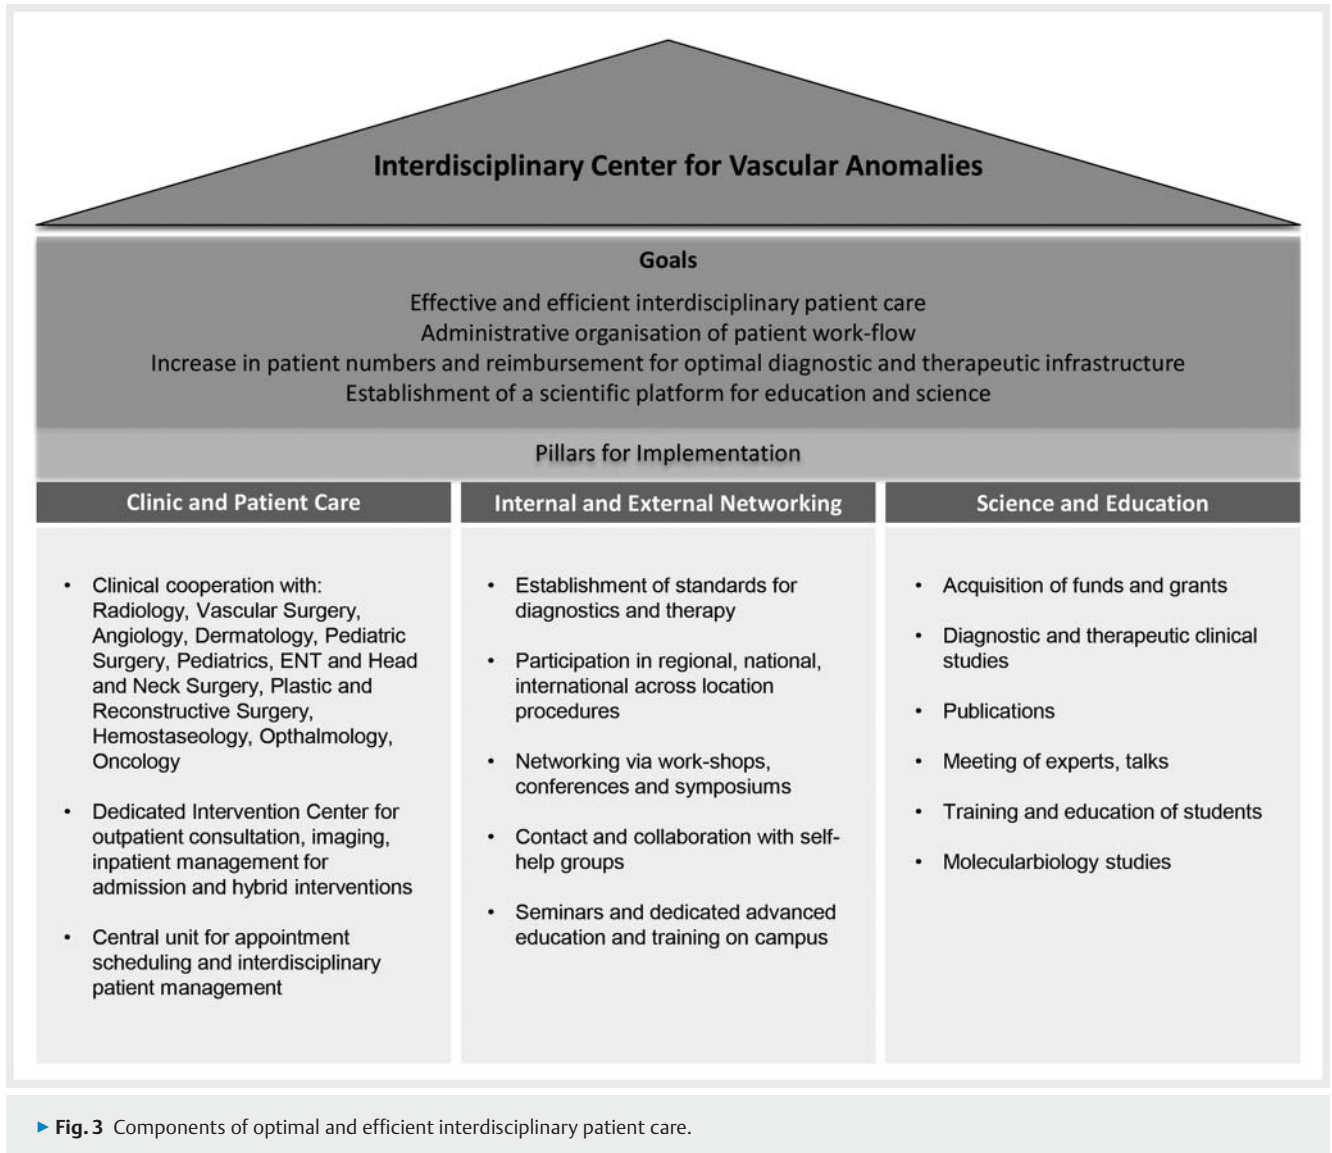 Interdisciplinary Center for Vascular Anomalies
Goals
Effective and efficient interdisciplinary patient care
Administrative organisation of patient work-flow
Increase in patient numbers and reimbursement for optimal diagnostic and therapeutic infrastructure
Establishment of a scientific platform for education and science
Pillars for Implementation
Clinic and Patient Care
• Clinical cooperation with:
Radiology, Vascular Surgery,
Angiology, Dermatology, Pediatric
Surgery, Pediatrics, ENT and Head
and Neck Surgery, Plastic and
Reconstructive Surgery,
Hemostaseology, Opthalmology,
Oncology
• Dedicated Intervention Center for
outpatient consultation, imaging,
inpatient management for
admission and hybrid interventions
• Central unit for appointment
scheduling and interdisciplinary
patient management
Internal and External Networking
• Establishment of standards for
diagnostics and therapy
• Participation in regional, national,
international across location
procedures
• Networking via work-shops,
conferences and symposiums
• Contact and collaboration with self-
help groups
• Seminars and dedicated advanced
education and training on campus
Science and Education
• Acquisition of funds and grants
• Diagnostic and therapeutic clinical
studies
• Publications
• Meeting of experts, talks
• Training and education of students
• Molecularbiology studies
▶ Fig. 3 Components of optimal and efficient interdisciplinary patient care.